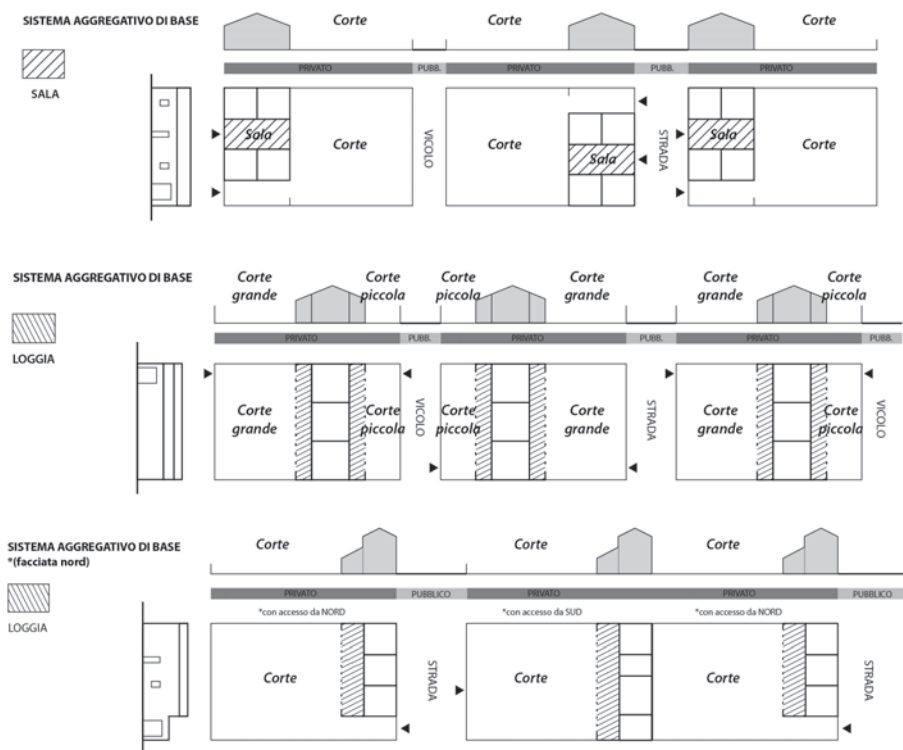 SISTEMA AGGREGATIVO DI BASE
SALA
Corte
Corte
Corte
PRIVATO
PUBB.
PRIVATO
PUBB.
PRIVATO
Sala
Corte
VICOLO
Corte
Sala
STRADA
Sala
Corte
SISTEMA AGGREGATIVO DI BASE
LOGGIA
Corte
grande
Corte
piccola
Corte
piccola
Corte
grande
Corte
grande
Corte
piccola
PRIVATO
PUBB.
PRIVATO
PUBB.
PRIVATO
PUBB.
Corte
grande
Corte
piccola
VICOLO
Corte
piccola
Corte
grande
STRADA
Corte
grande
Corte
piccola
VICOLO
SISTEMA AGGREGATIVO DI BASE
*(facciata nord)
LOGGIA
Corte
Corte
Corte
PRIVATO
PUBBLICO
PRIVATO
PRIVATO
PUBBLICO
*con accesso da NORD
*con accesso da SUD
*con accesso da NORD
Corte
STRADA
Corte
Corte
STRADA